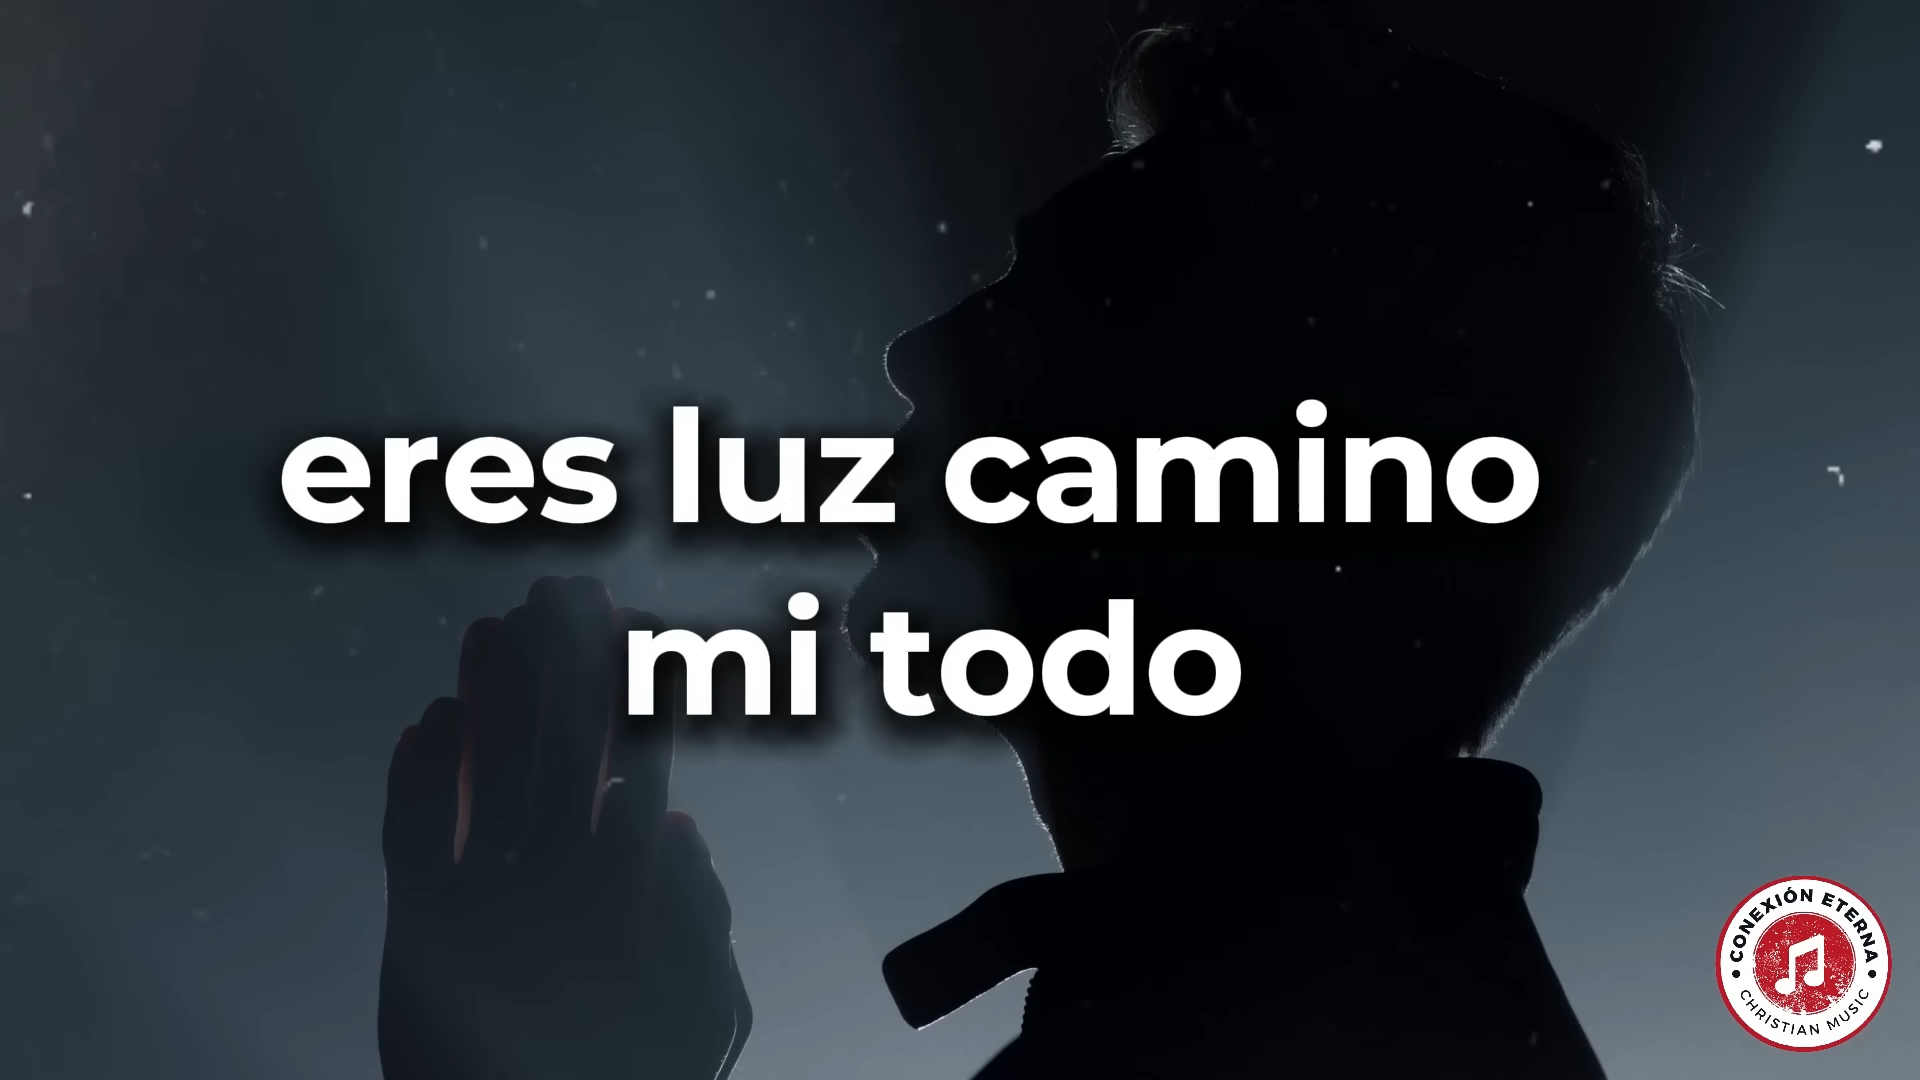 eres luz camino
mi todo
CONEXIÓN ETERNA
CHRISTIAN MUSIC